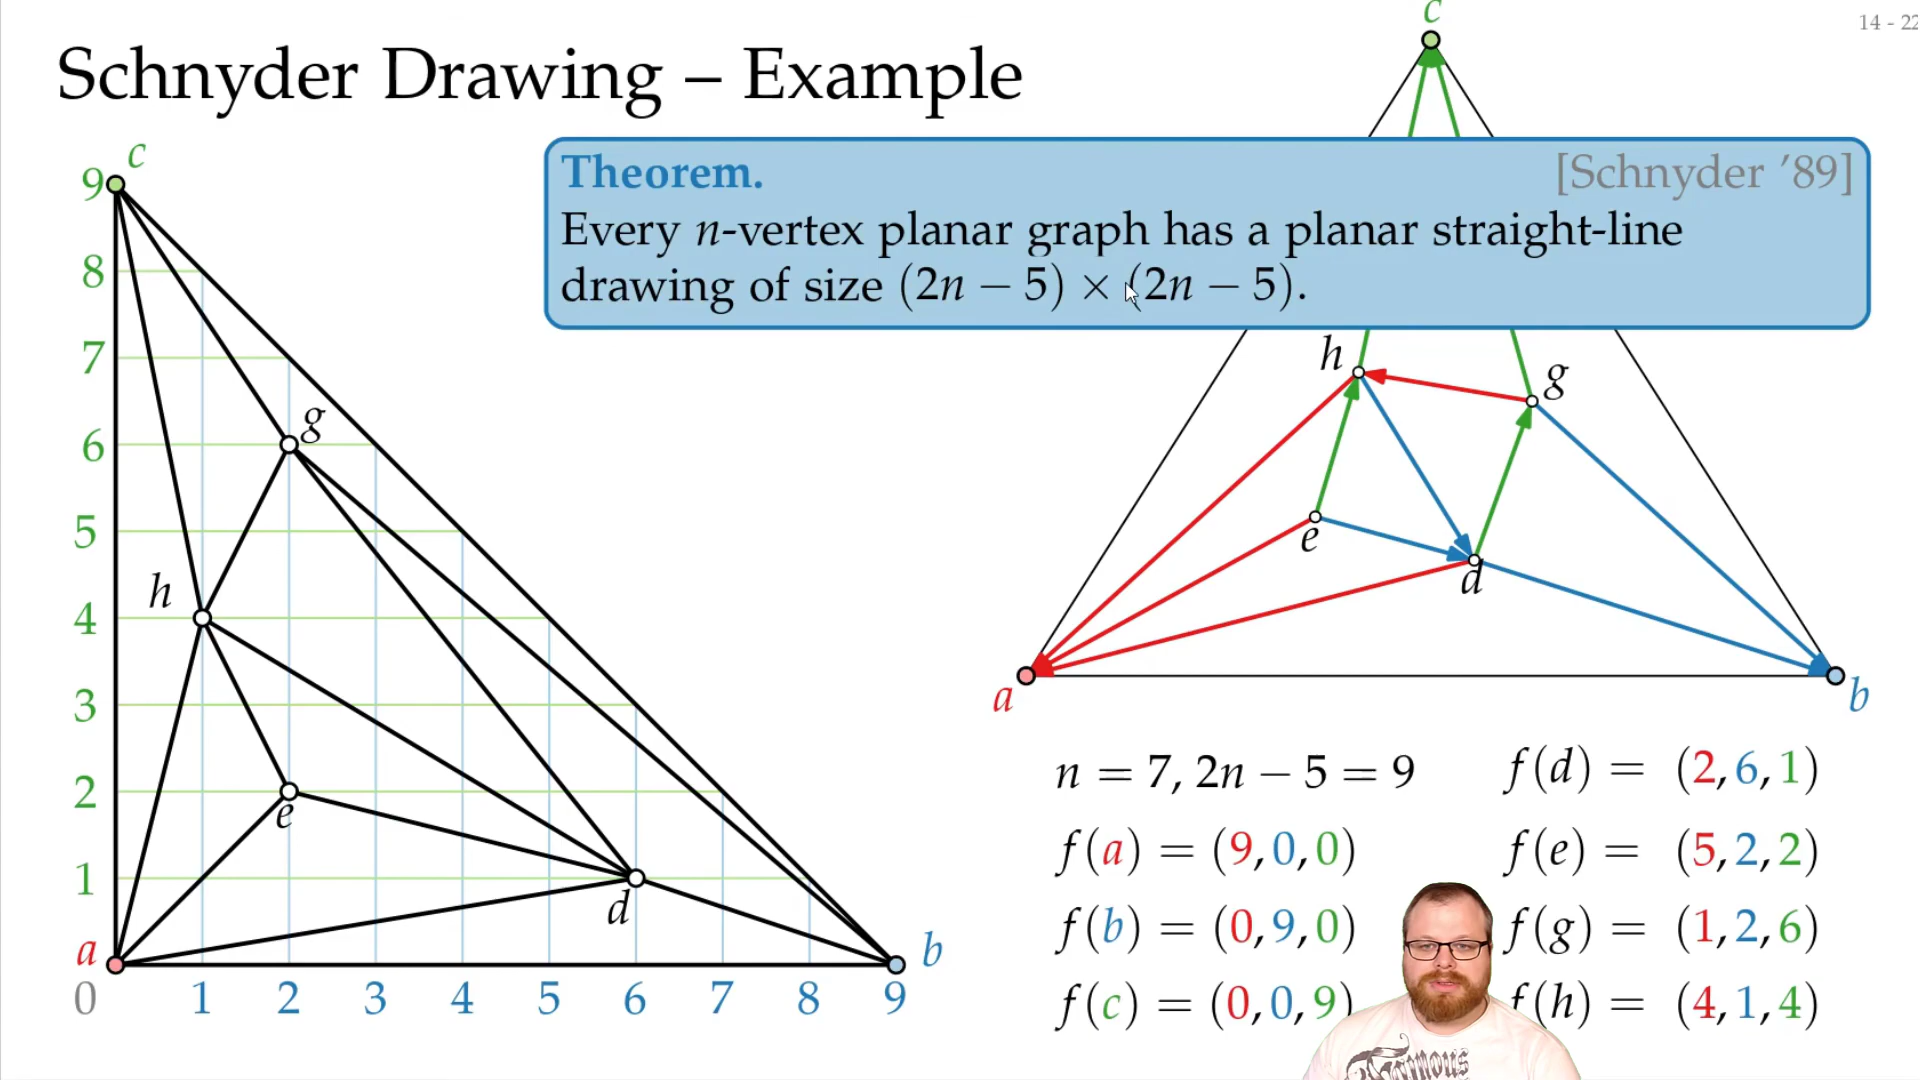 14 - 22
Schnyder Drawing – Example
Theorem.
[Schnyder ’89]
Every n-vertex planar graph has a planar straight-line
drawing of size (2n − 5) × (2n − 5).
c
9
8
7
6
5
4
3
2
1
0
1 2 3 4 5 6 7 8 9
g
h
e
d
a
b
c
h
g
e
d
a
b
n = 7, 2n − 5 = 9
f(a) = (9, 0, 0)
f(b) = (0, 9, 0)
f(c) = (0, 0, 9)
f(d) = (2, 6, 1)
f(e) = (5, 2, 2)
f(g) = (1, 2, 6)
f(h) = (4, 1, 4)